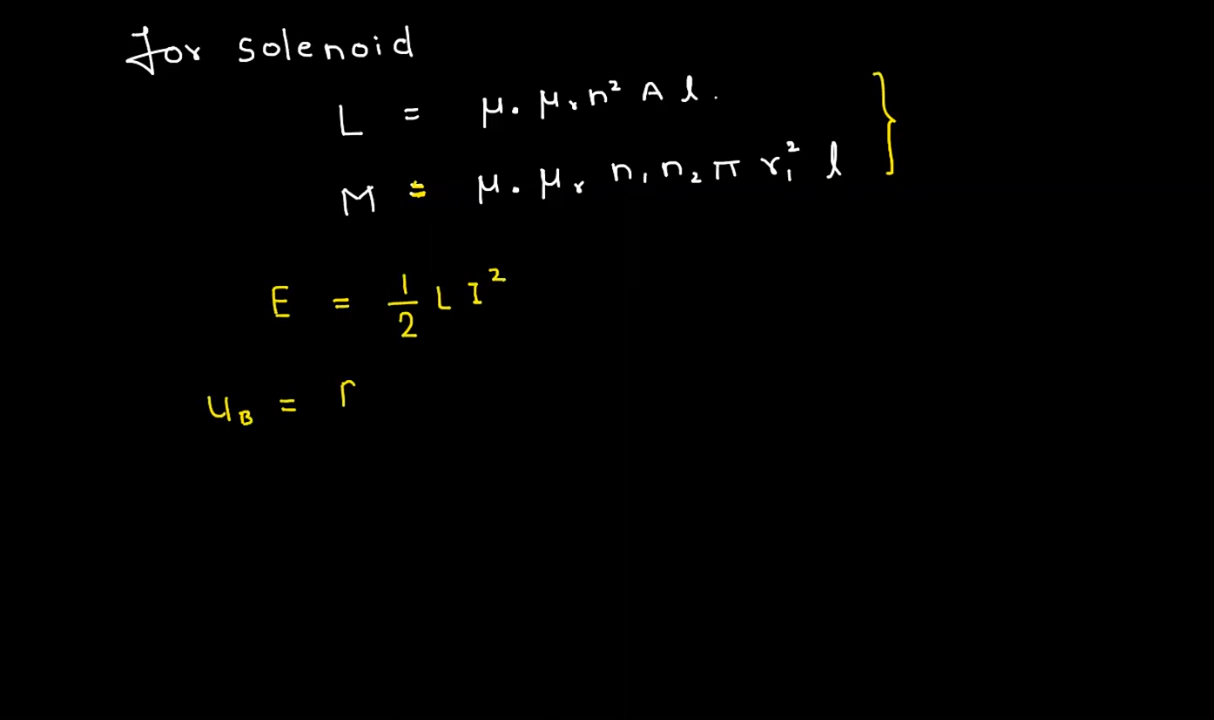 for solenoid
L = μ₀ μᵣ n² A l.
M = μ₀ μᵣ n₁ n₂ π r₁² l
E = 1/2 L I²
u_B =